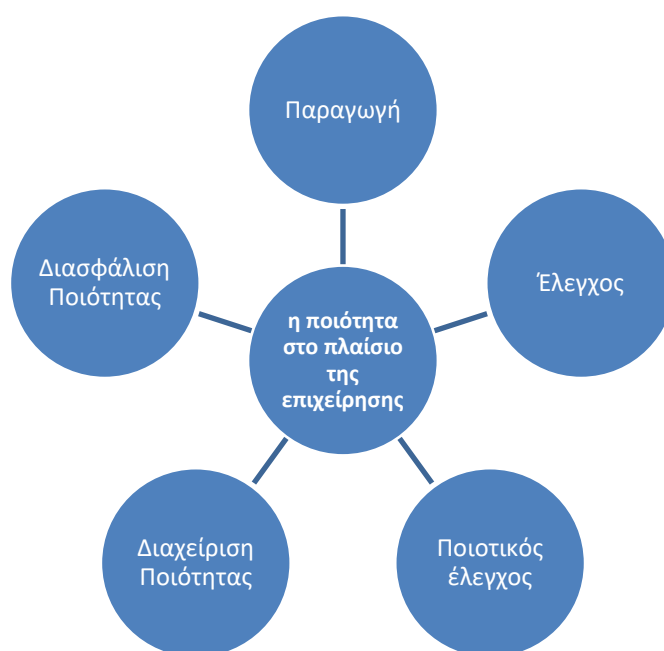 Παραγωγή
Διασφάλιση
Ποιότητας
Έλεγχος
η ποιότητα
στο πλαίσιο
της
επιχείρησης
Διαχείριση
Ποιότητας
Ποιοτικός
έλεγχος